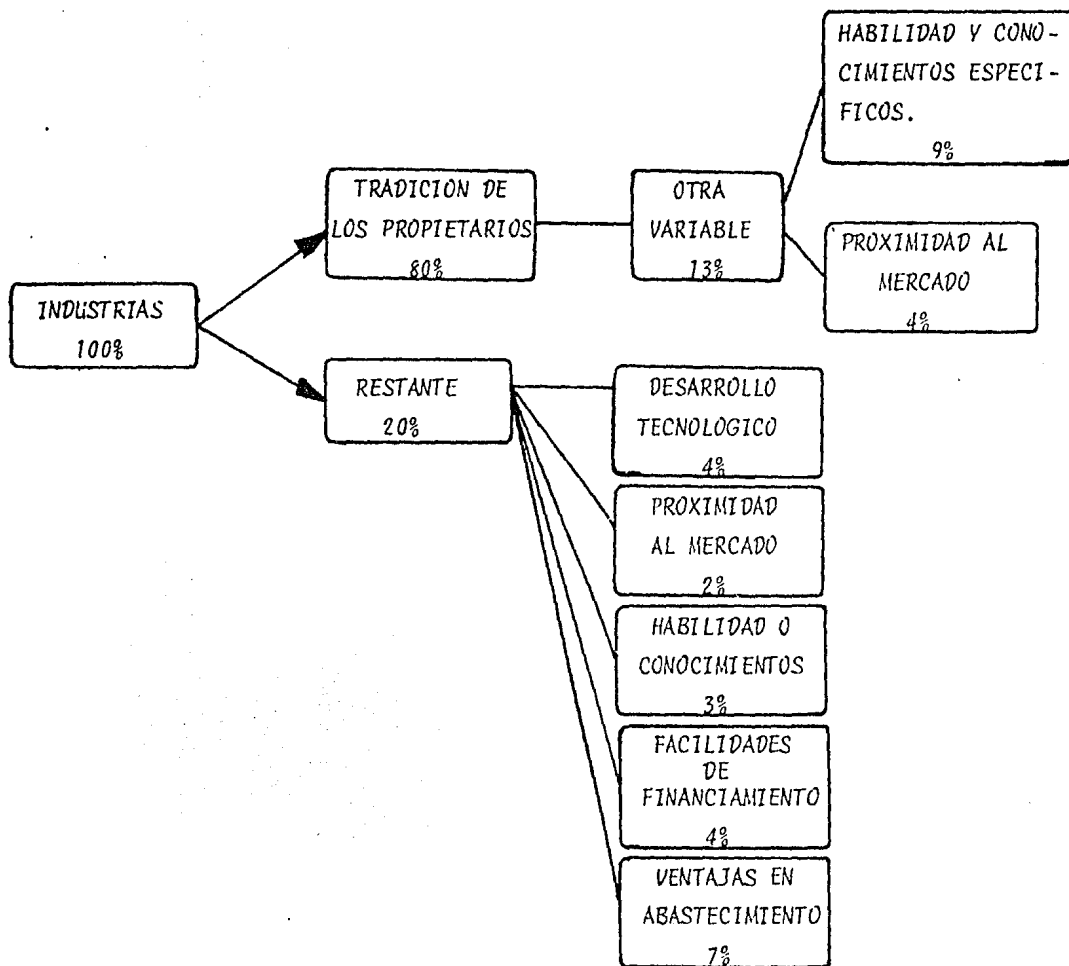 HABILIDAD Y CONO-
CIMIENTOS ESPECI-
FICOS.
9%
TRADICION DE
LOS PROPIETARIOS
80%
OTRA
VARIABLE
13%
PROXIMIDAD AL
MERCADO
4%
INDUSTRIAS
100%
RESTANTE
20%
DESARROLLO
TECNOLOGICO
4%
PROXIMIDAD
AL MERCADO
2%
HABILIDAD O
CONOCIMIENTOS
3%
FACILIDADES
DE
FINANCIAMIENTO
4%
VENTAJAS EN
ABASTECIMIENTO
7%